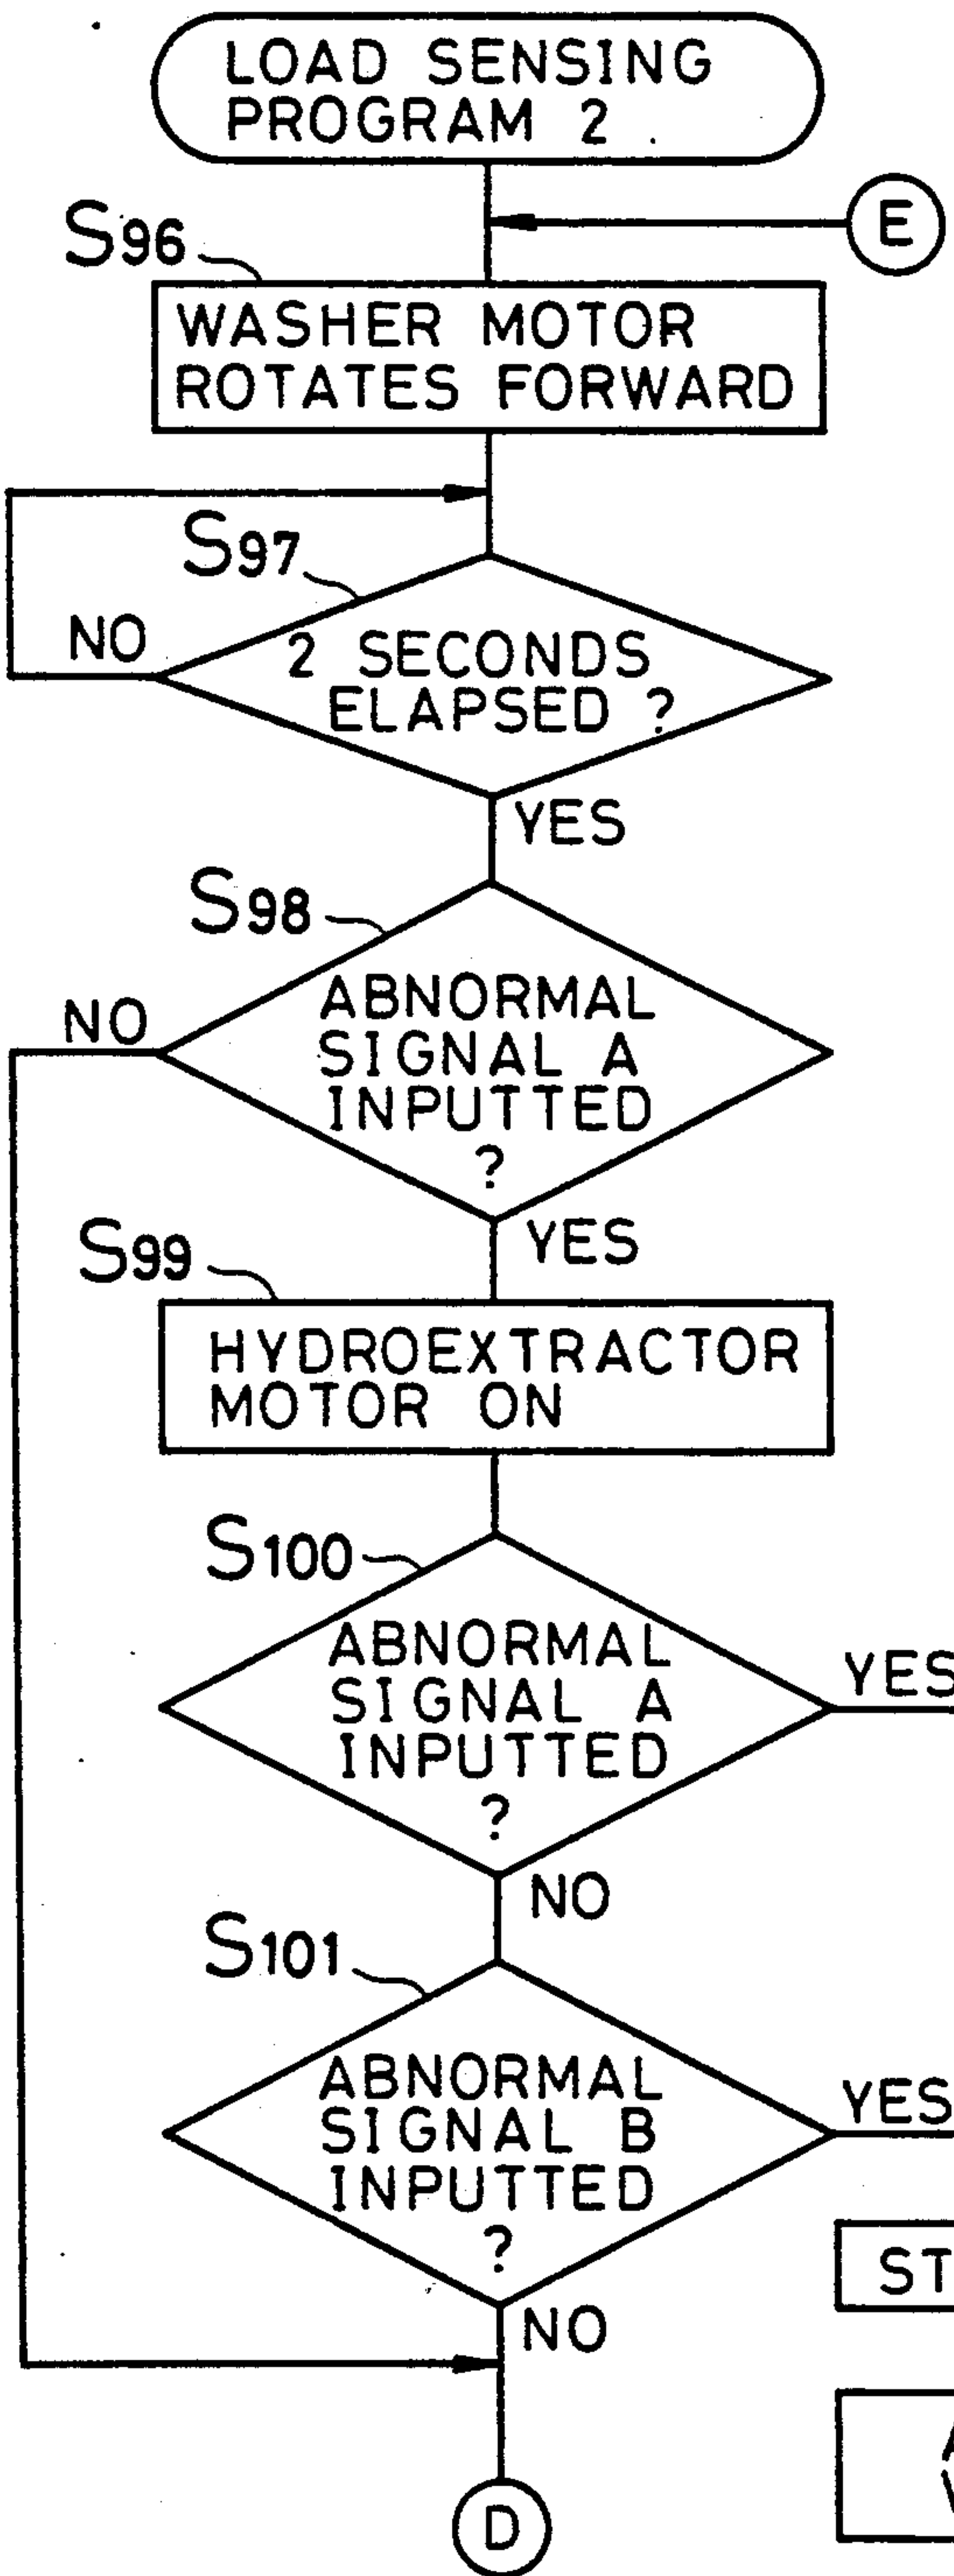 LOAD SENSING
PROGRAM 2
E
S96
WASHER MOTOR
ROTATES FORWARD
S97
NO
2 SECONDS
ELAPSED ?
YES
S98
NO
ABNORMAL
SIGNAL A
INPUTTED
?
YES
S99
HYDROEXTRACTOR
MOTOR ON
S100
ABNORMAL
SIGNAL A
INPUTTED
?
YES
NO
S101
ABNORMAL
SIGNAL B
INPUTTED
?
YES
ST
NO
D